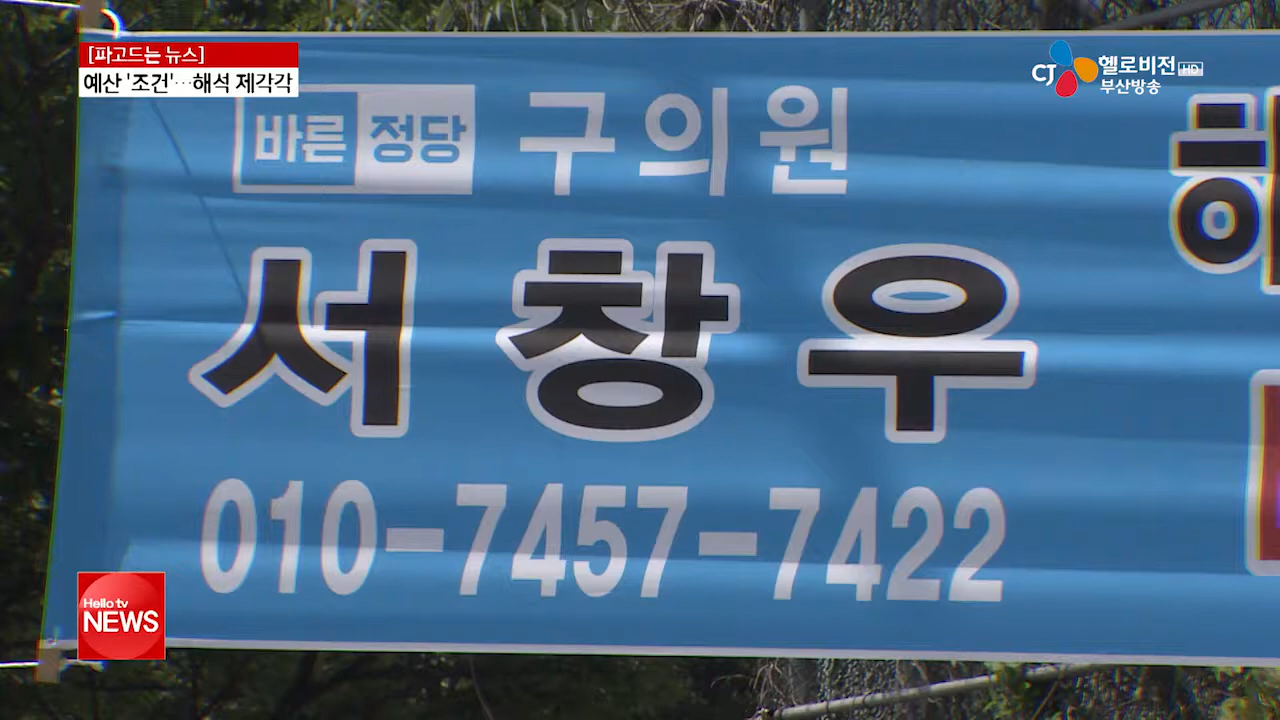 [파고드는 뉴스]
예산 '조건'…해석 제각각
CJ 헬로비전 HD
부산방송
바른 정당 구의원
서창우
010-7457-7422
Hello tv
NEWS